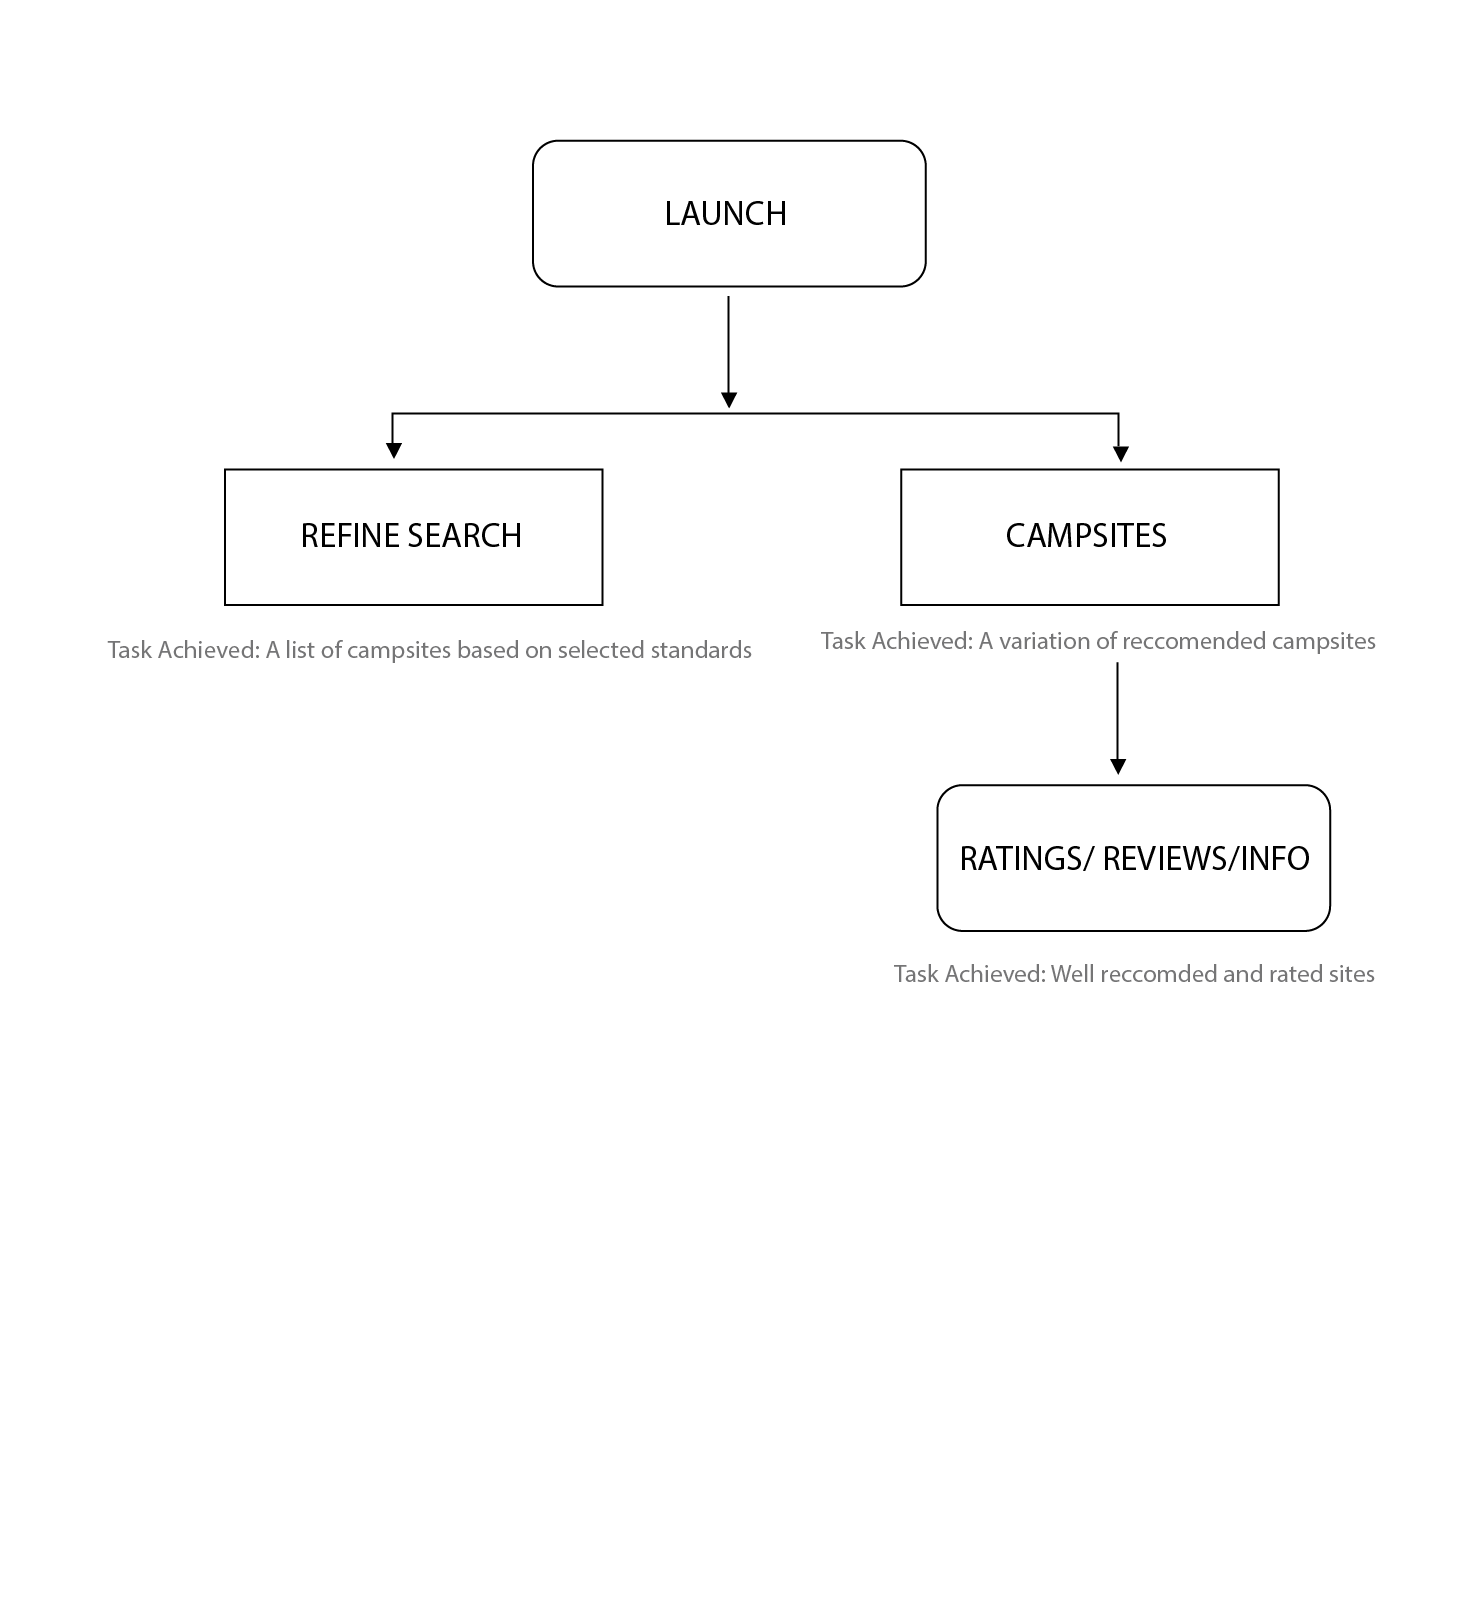 LAUNCH
REFINE SEARCH
CAMPSITES
Task Achieved: A list of campsites based on selected standards
Task Achieved: A variation of reccomended campsites
RATINGS/ REVIEWS/INFO
Task Achieved: Well reccomded and rated sites